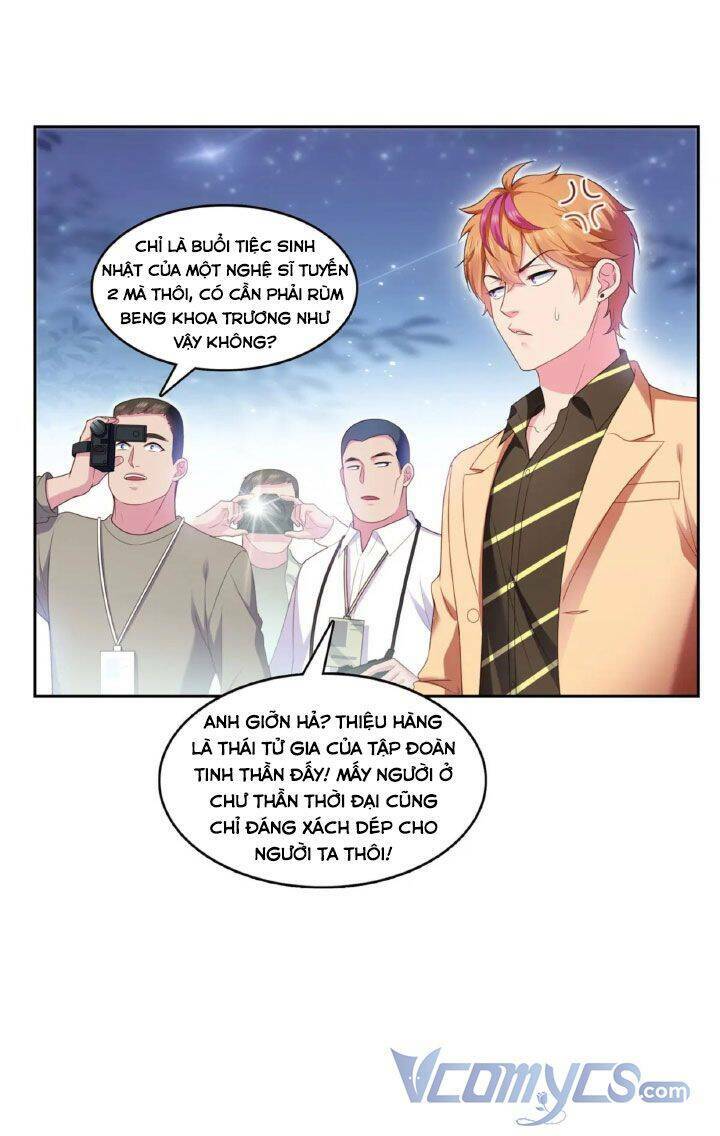 CHỈ LÀ BUỔI TIỆC SINH
NHẬT CỦA MỘT NGHỆ SĨ TUYẾN
2 MÀ THÔI, CÓ CẦN PHẢI RÙM
BENG KHOA TRƯƠNG NHƯ
VẬY KHÔNG?
ANH GIỠN HẢ? THIỆU HÀNG
LÀ THÁI TỬ GIA CỦA TẬP ĐOÀN
TINH THẦN ĐẤY! MẤY NGƯỜI Ở
CHƯ THẦN THỜI ĐẠI CŨNG
CHỈ ĐÁNG XÁCH DÉP CHO
NGƯỜI TA THÔI!
VCOMYCS.com